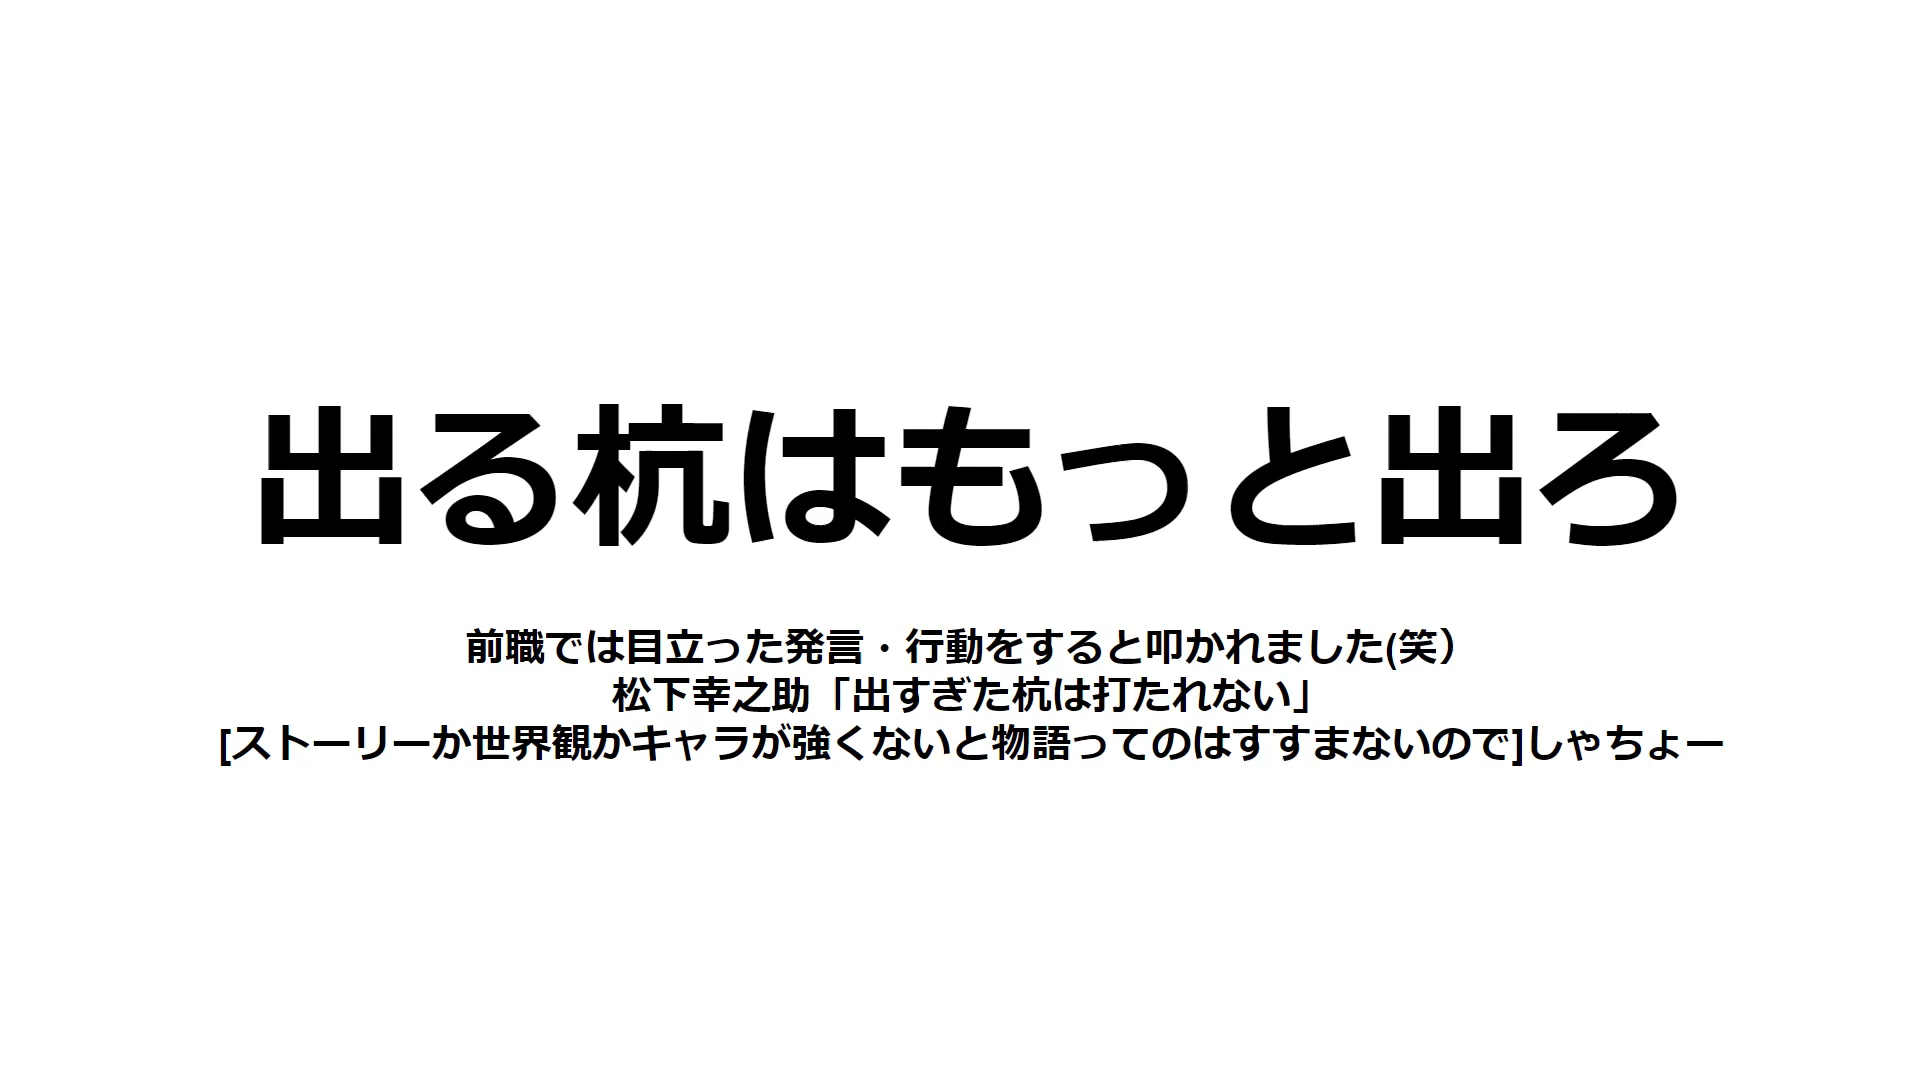 出る杭はもっと出ろ
前職では目立った発言・行動をすると叩かれました(笑）
松下幸之助「出すぎた杭は打たれない」
[ストーリーか世界観かキャラが強くないと物語ってのはすすまないので]しゃちょー